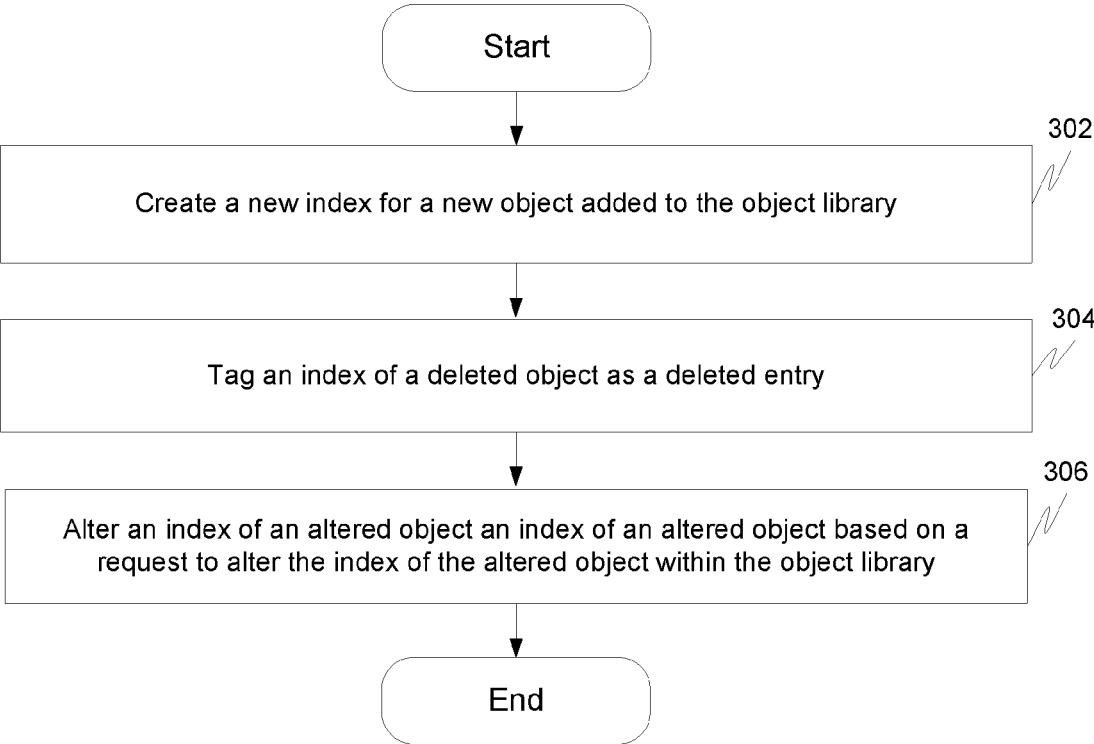 Start
302
Create a new index for a new object added to the object library
304
Tag an index of a deleted object as a deleted entry
306
Alter an index of an altered object an index of an altered object based on a
request to alter the index of the altered object within the object library
End